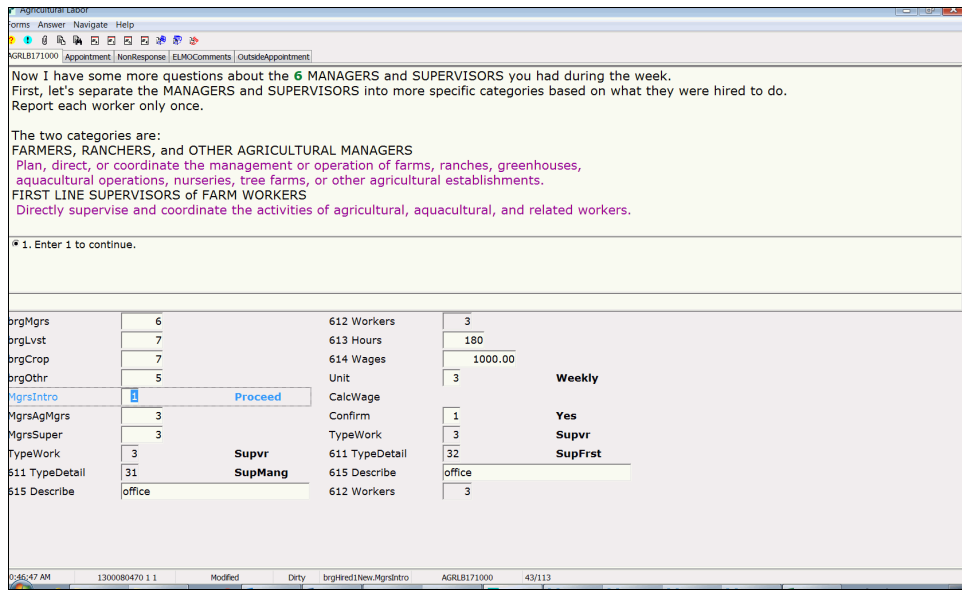 Agricultural Labor
Forms Answer Navigate Help
AGRLB171000 Appointment NonResponse ELMOComments OutsideAppointment
Now I have some more questions about the 6 MANAGERS and SUPERVISORS you had during the week.
First, let's separate the MANAGERS and SUPERVISORS into more specific categories based on what they were hired to do.
Report each worker only once.
The two categories are:
FARMERS, RANCHERS, and OTHER AGRICULTURAL MANAGERS
Plan, direct, or coordinate the management or operation of farms, ranches, greenhouses,
aquacultural operations, nurseries, tree farms, or other agricultural establishments.
FIRST LINE SUPERVISORS of FARM WORKERS
Directly supervise and coordinate the activities of agricultural, aquacultural, and related workers.
1. Enter 1 to continue.
brgMgrs 6 612 Workers 3
brgLvst 7 613 Hours 180
brgCrop 7 614 Wages 1000.00
brgOthr 5 Unit 3 Weekly
MgrsIntro 1 Proceed CalcWage
MgrsAgMgrs 3 Confirm 1 Yes
MgrsSuper 3 TypeWork 3 Supvr
TypeWork 3 Supvr 611 TypeDetail 32 SupFrst
611 TypeDetail 31 SupMang 615 Describe office
615 Describe office 612 Workers 3
0:46:47 AM 1300080470 1 1 Modified Dirty brgHired1New.MgrsIntro AGRLB171000 43/113